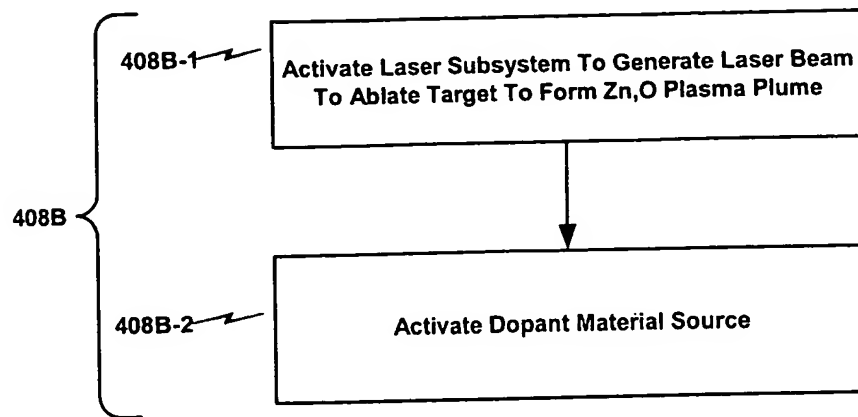 408B-1
Activate Laser Subsystem To Generate Laser Beam
To Ablate Target To Form Zn,O Plasma Plume
408B
408B-2
Activate Dopant Material Source